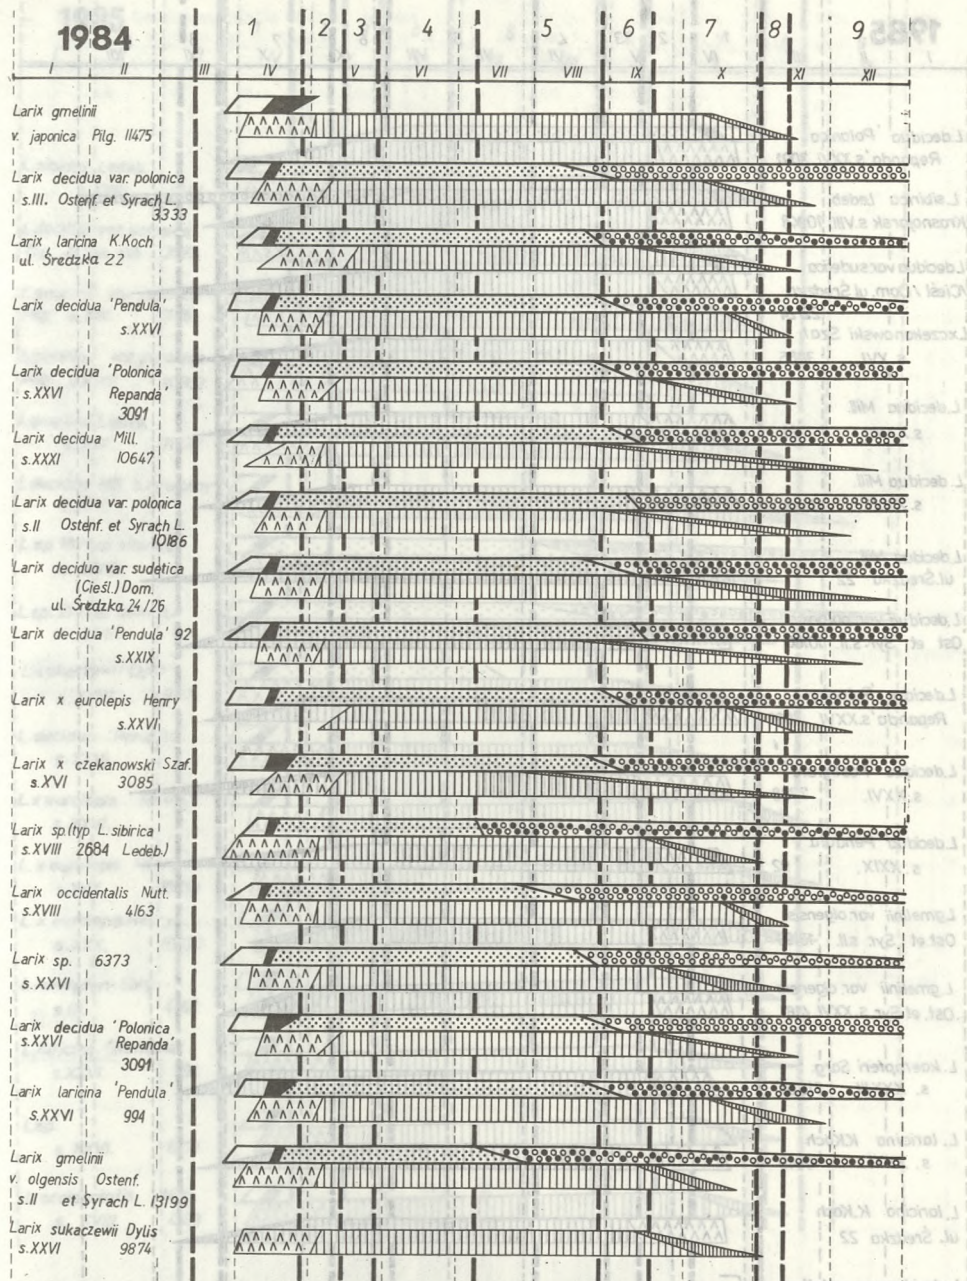 1984
1 2 3 4 5 6 7 8 9
I II III IV V VI VII VIII IX X XI XII
Larix gmelinii
v. japonica Pilg. 11475
Larix decidua var. polonica
s.III. Ostenf et Syrach L.
3333
Larix laricina K.Koch
ul. Średzka 22
Larix decidua 'Pendula'
s.XXVI
Larix decidua 'Polonica
s.XXVI Repanda'
3091
Larix decidua Mill.
s.XXXI 10647
Larix decidua var. polonica
s.II Ostenf. et Syrach L.
10186
Larix decidua var. sudetica
(Cieśl.) Dom.
ul. Średzka 24/26
Larix decidua 'Pendula' 92
s.XXIX
Larix x eurolepis Henry
s.XXVI
Larix x czekanowski Szaf.
s.XVI 3085
Larix sp. (typ L. sibirica
s.XVIII 2684 Ledeb.)
Larix occidentalis Nutt.
s.XVIII 4163
Larix sp. 6373
s.XXVI
Larix decidua 'Polonica
s.XXVI Repanda'
3091
Larix laricina 'Pendula'
s.XXVI 994
Larix gmelinii
v. olgensis Ostenf.
s.II et Syrach L. 13199
Larix sukaczewii Dylis
s.XXVI 9874